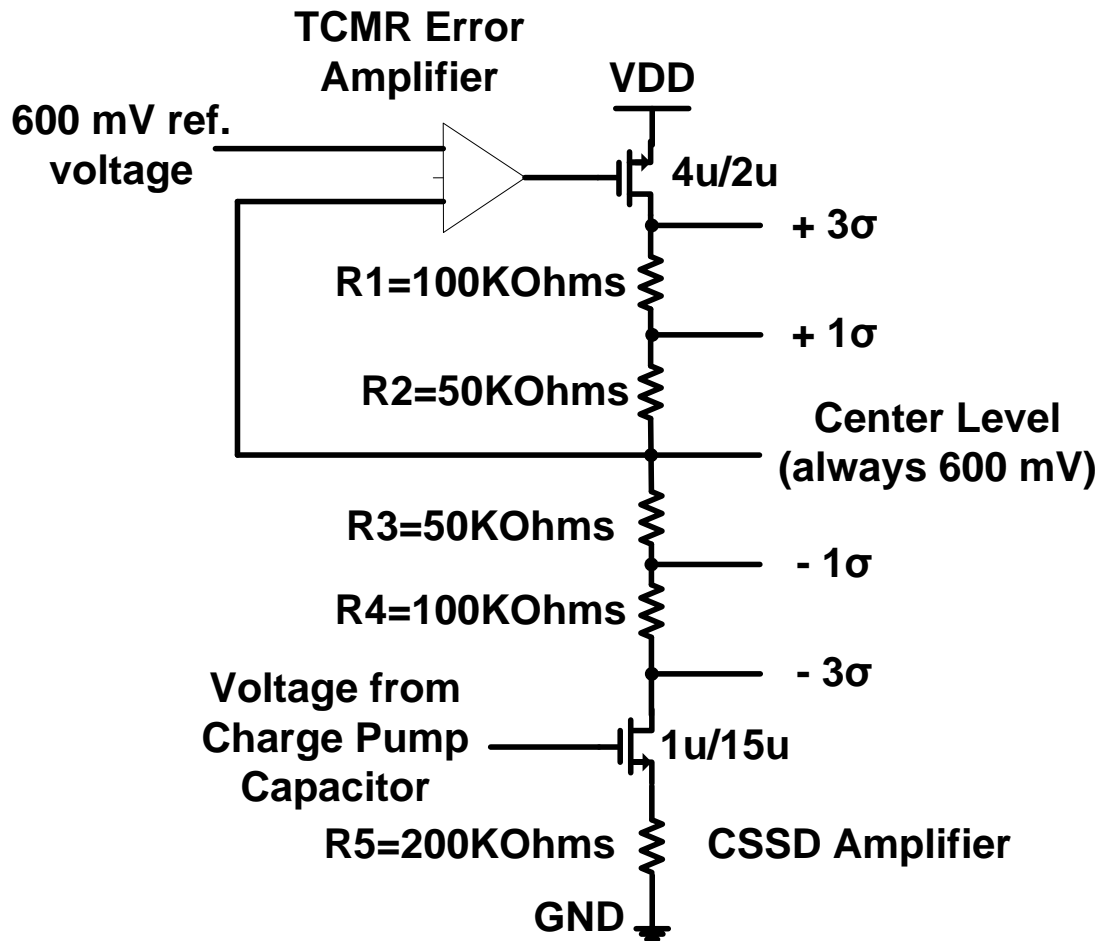 TCMR Error
Amplifier
VDD
600 mV ref.
voltage
4u/2u
+ 3σ
R1=100KOhms
+ 1σ
R2=50KOhms
Center Level
(always 600 mV)
R3=50KOhms
- 1σ
R4=100KOhms
- 3σ
Voltage from
Charge Pump
Capacitor
1u/15u
R5=200KOhms
CSSD Amplifier
GND